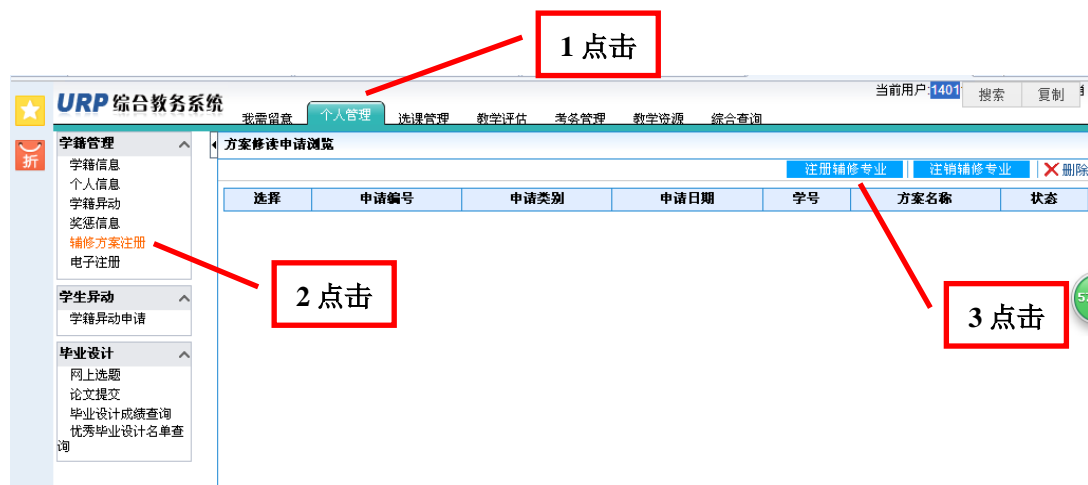 1 点击
当前用户:1401
搜索
复制
URP 综合教务系统
我需留意 个人管理 选课管理 教学评估 考务管理 教学资源 综合查询
折
学籍管理
学籍信息
个人信息
学籍异动
奖惩信息
辅修方案注册
电子注册
学生异动
学籍异动申请
毕业设计
网上选题
论文提交
毕业设计成绩查询
优秀毕业设计名单查
询
方案修读申请浏览
注册辅修专业 注销辅修专业 删除
选择 申请编号 申请类别 申请日期 学号 方案名称 状态
2 点击
3 点击